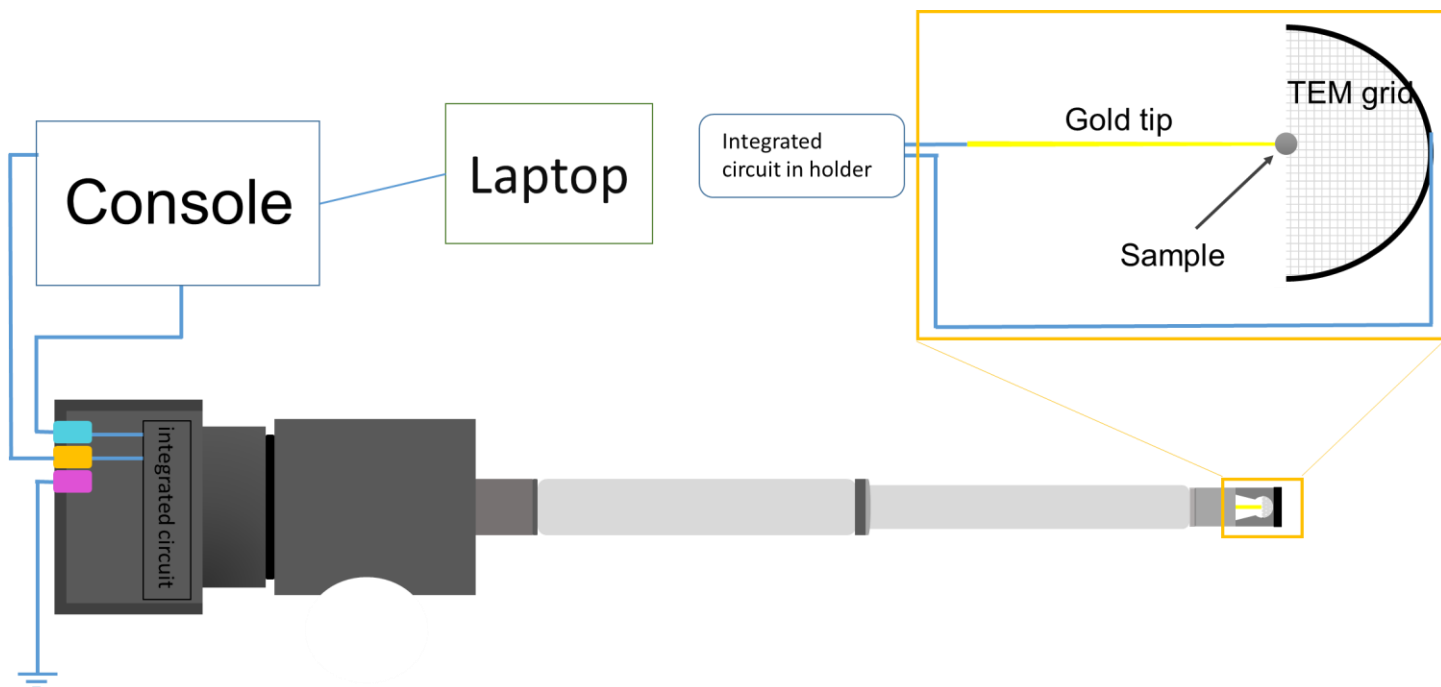 Console
Laptop
Integrated
circuit in holder
Gold tip
TEM grid
Sample
integrated circuit